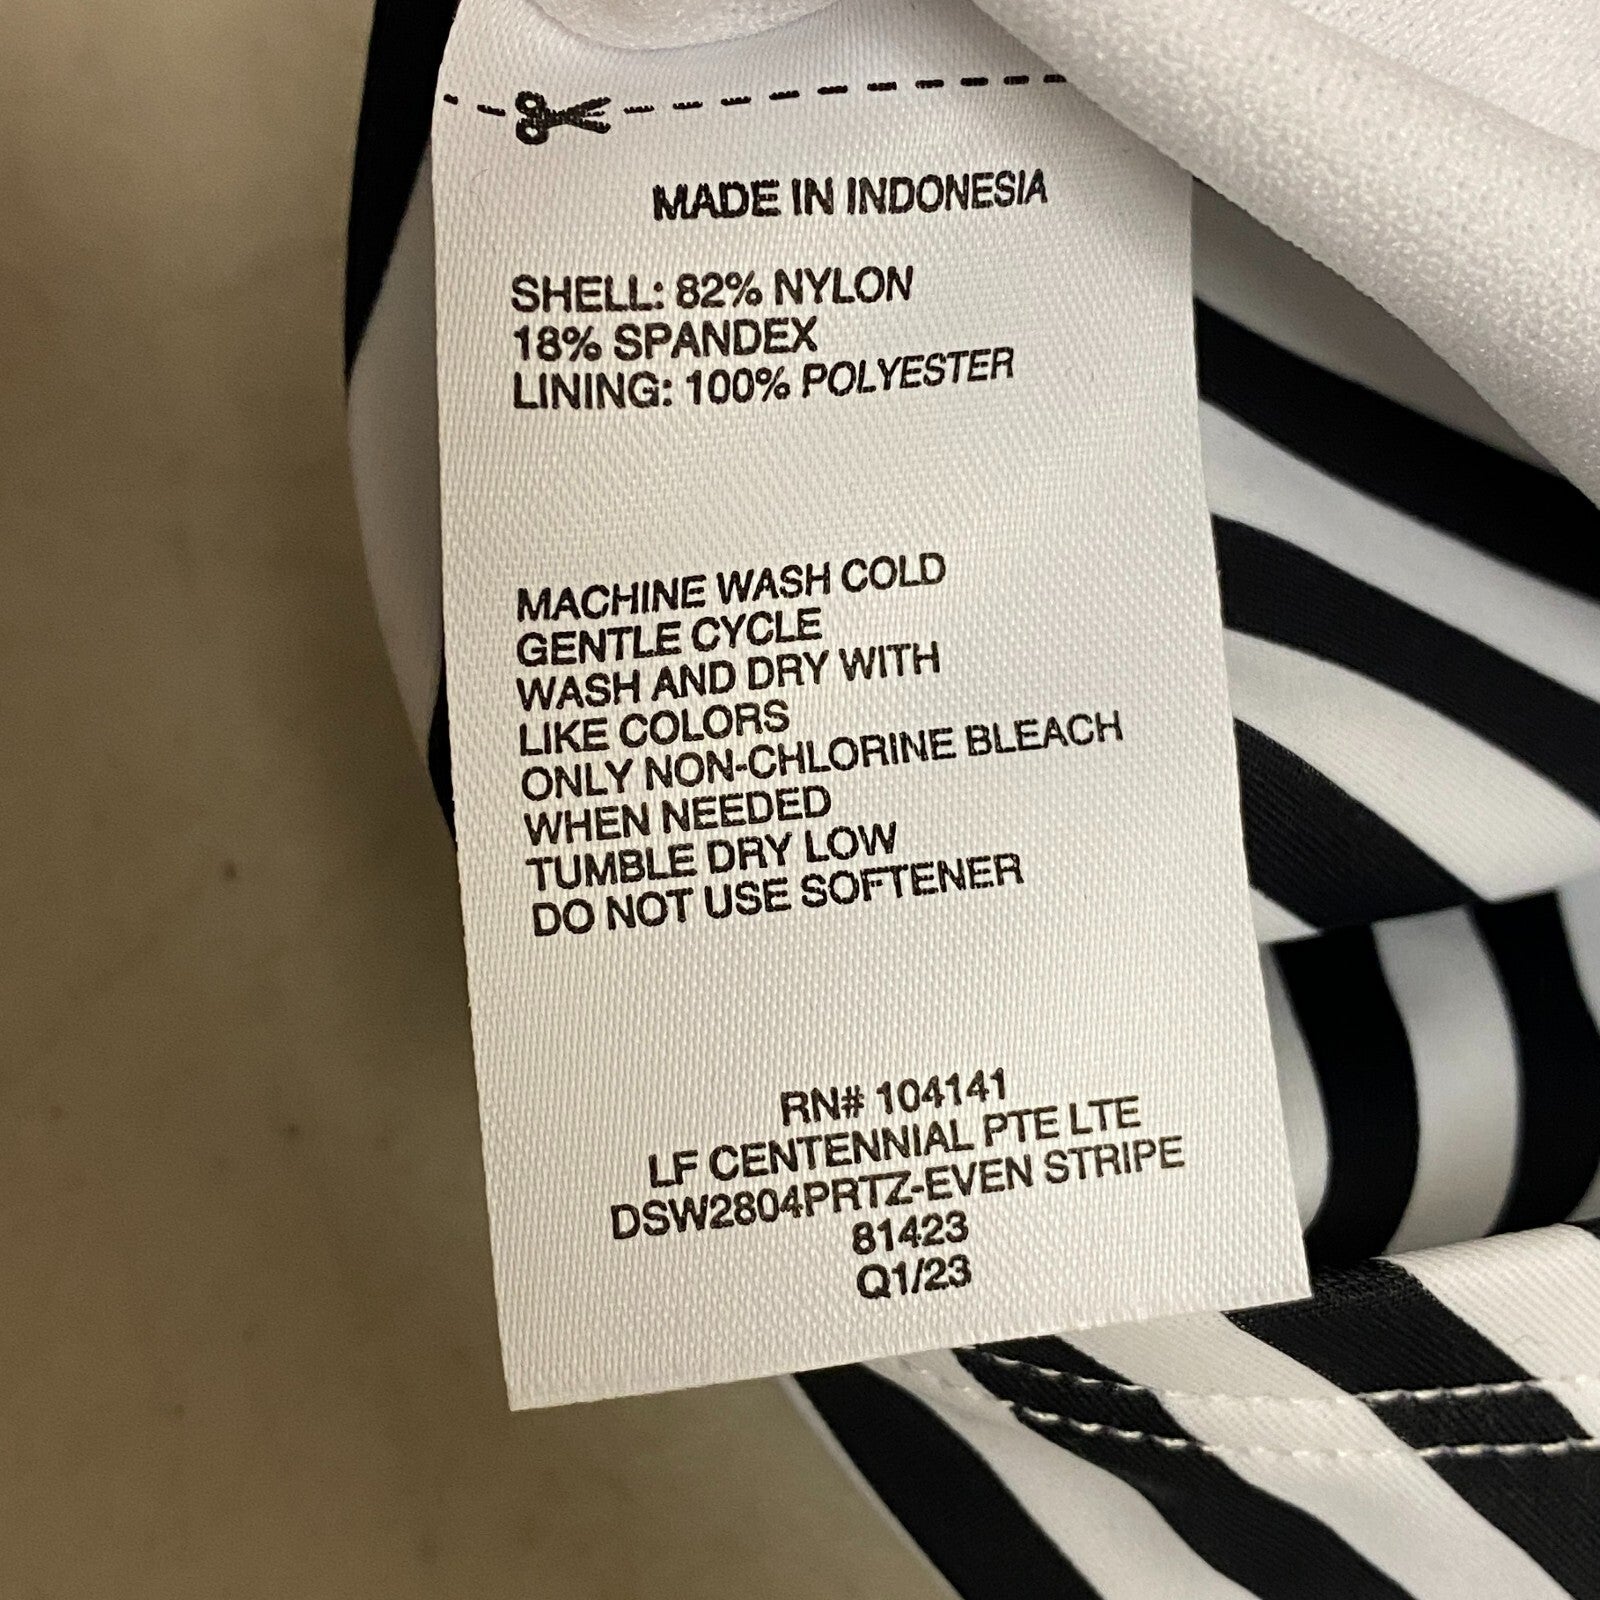 MADE IN INDONESIA
SHELL: 82% NYLON
18% SPANDEX
LINING: 100% POLYESTER
MACHINE WASH COLD
GENTLE CYCLE
WASH AND DRY WITH
LIKE COLORS
ONLY NON-CHLORINE BLEACH
WHEN NEEDED
TUMBLE DRY LOW
DO NOT USE SOFTENER
RN# 104141
LF CENTENNIAL PTE LTE
DSW2804PRTZ-EVEN STRIPE
81423
Q1/23